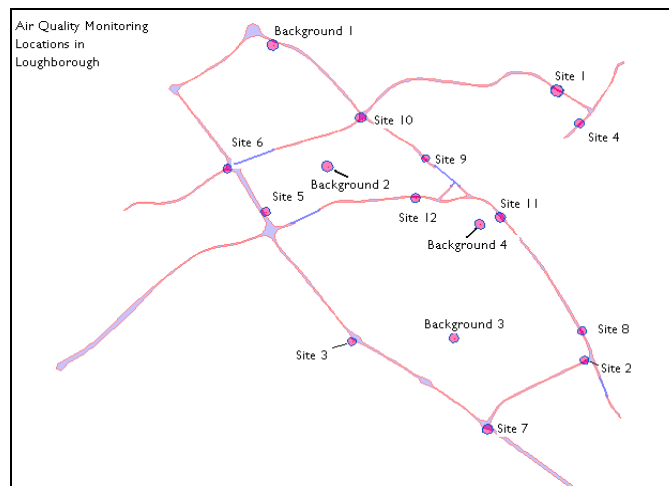 Air Quality Monitoring
Locations in
Loughborough
Background 1
Site 1
Site 10
Site 4
Site 6
Site 9
Background 2
Site 5
Site 11
Site 12
Background 4
Site 8
Background 3
Site 3
Site 2
Site 7